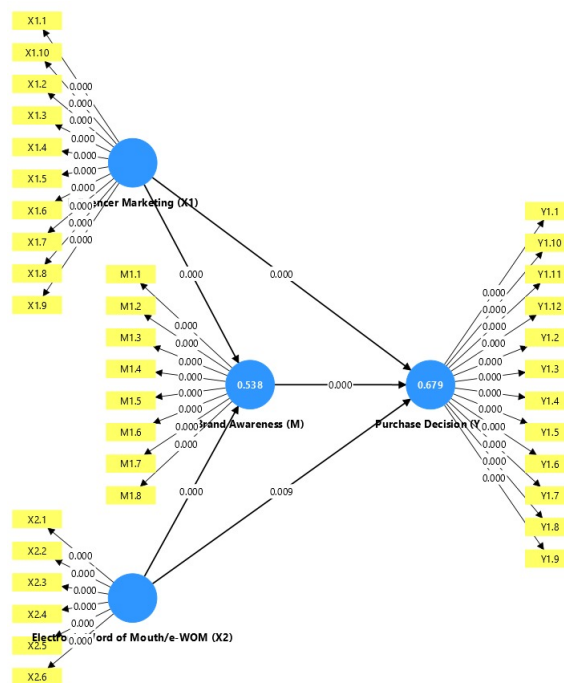 X1.1
X1.10
X1.2
X1.3
X1.4
X1.5
X1.6
X1.7
X1.8
X1.9
0.000
0.000
0.000
0.000
0.000
0.000
0.000
0.000
0.000
0.000
Marketing (X1)
0.000
0.000
M1.1
M1.2
M1.3
M1.4
M1.5
M1.6
M1.7
M1.8
0.000
0.000
0.000
0.000
0.000
0.000
0.000
0.000
0.538
Awareness (M)
0.000
0.679
Purchase Decision (Y
Y1.1
Y1.10
Y1.11
Y1.12
Y1.2
Y1.3
Y1.4
Y1.5
Y1.6
Y1.7
Y1.8
Y1.9
0.000
0.000
0.000
0.000
0.000
0.000
0.000
0.000
0.000
0.000
0.000
0.000
0.000
0.009
X2.1
X2.2
X2.3
X2.4
X2.5
X2.6
0.000
0.000
0.000
0.000
0.000
0.000
of Mouth/e-WOM (X2)